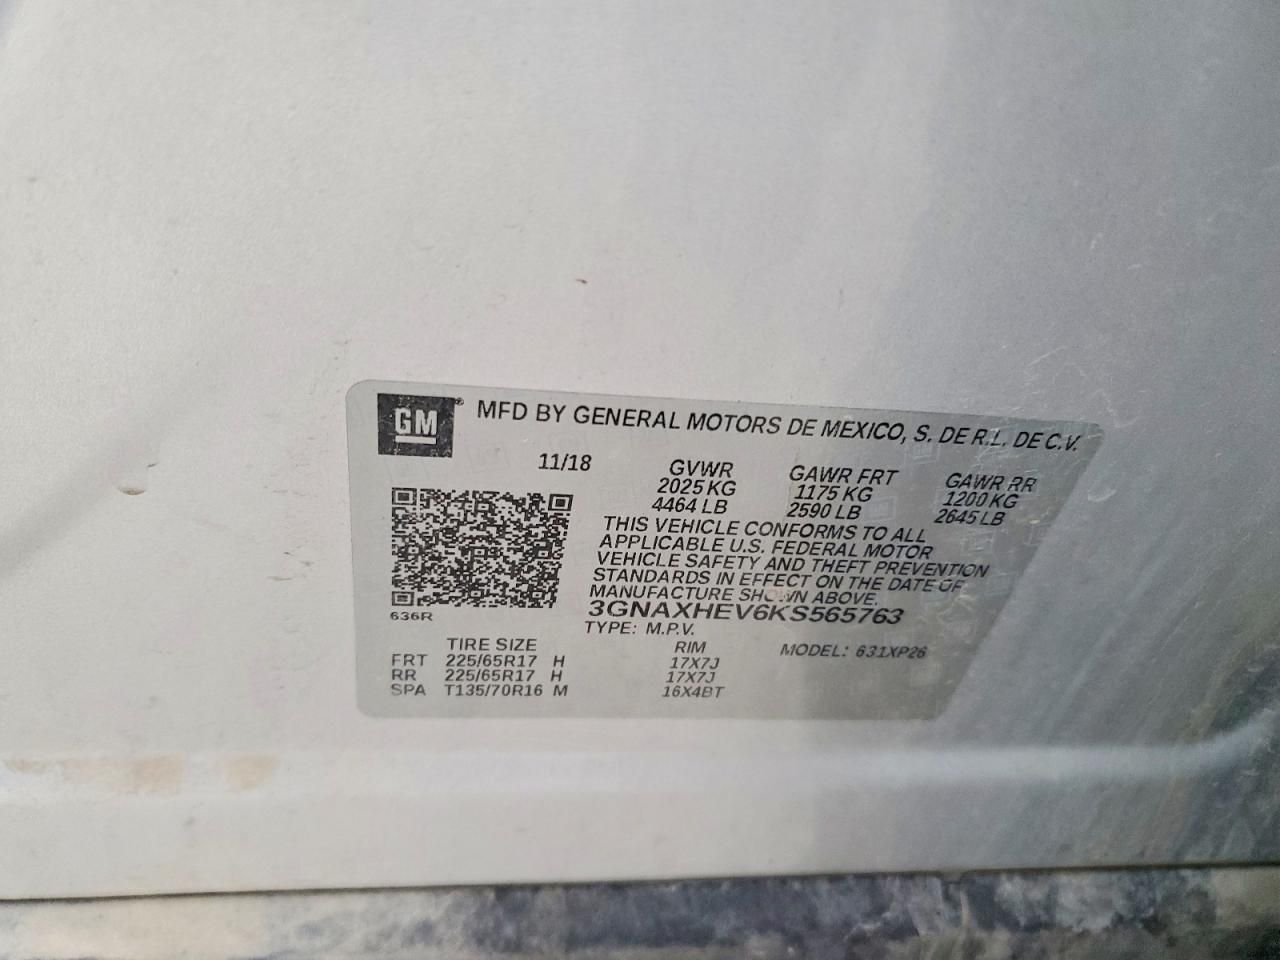 GM® MFD BY GENERAL MOTORS DE MEXICO, S. DE R.L. DE C.V.
11/18 GVWR GAWR FRT GAWR RR
2025 KG 1175 KG 1200 KG
4464 LB 2590 LB 2645 LB
THIS VEHICLE CONFORMS TO ALL
APPLICABLE U.S. FEDERAL MOTOR
VEHICLE SAFETY AND THEFT PREVENTION
STANDARDS IN EFFECT ON THE DATE OF
MANUFACTURE SHOWN ABOVE.
636R 3GNAXHEV6KS565763
TYPE: M.P.V.
TIRE SIZE RIM MODEL: 631XP26
FRT 225/65R17 H 17X7J
RR 225/65R17 H 17X7J
SPA T135/70R16 M 16X4BT